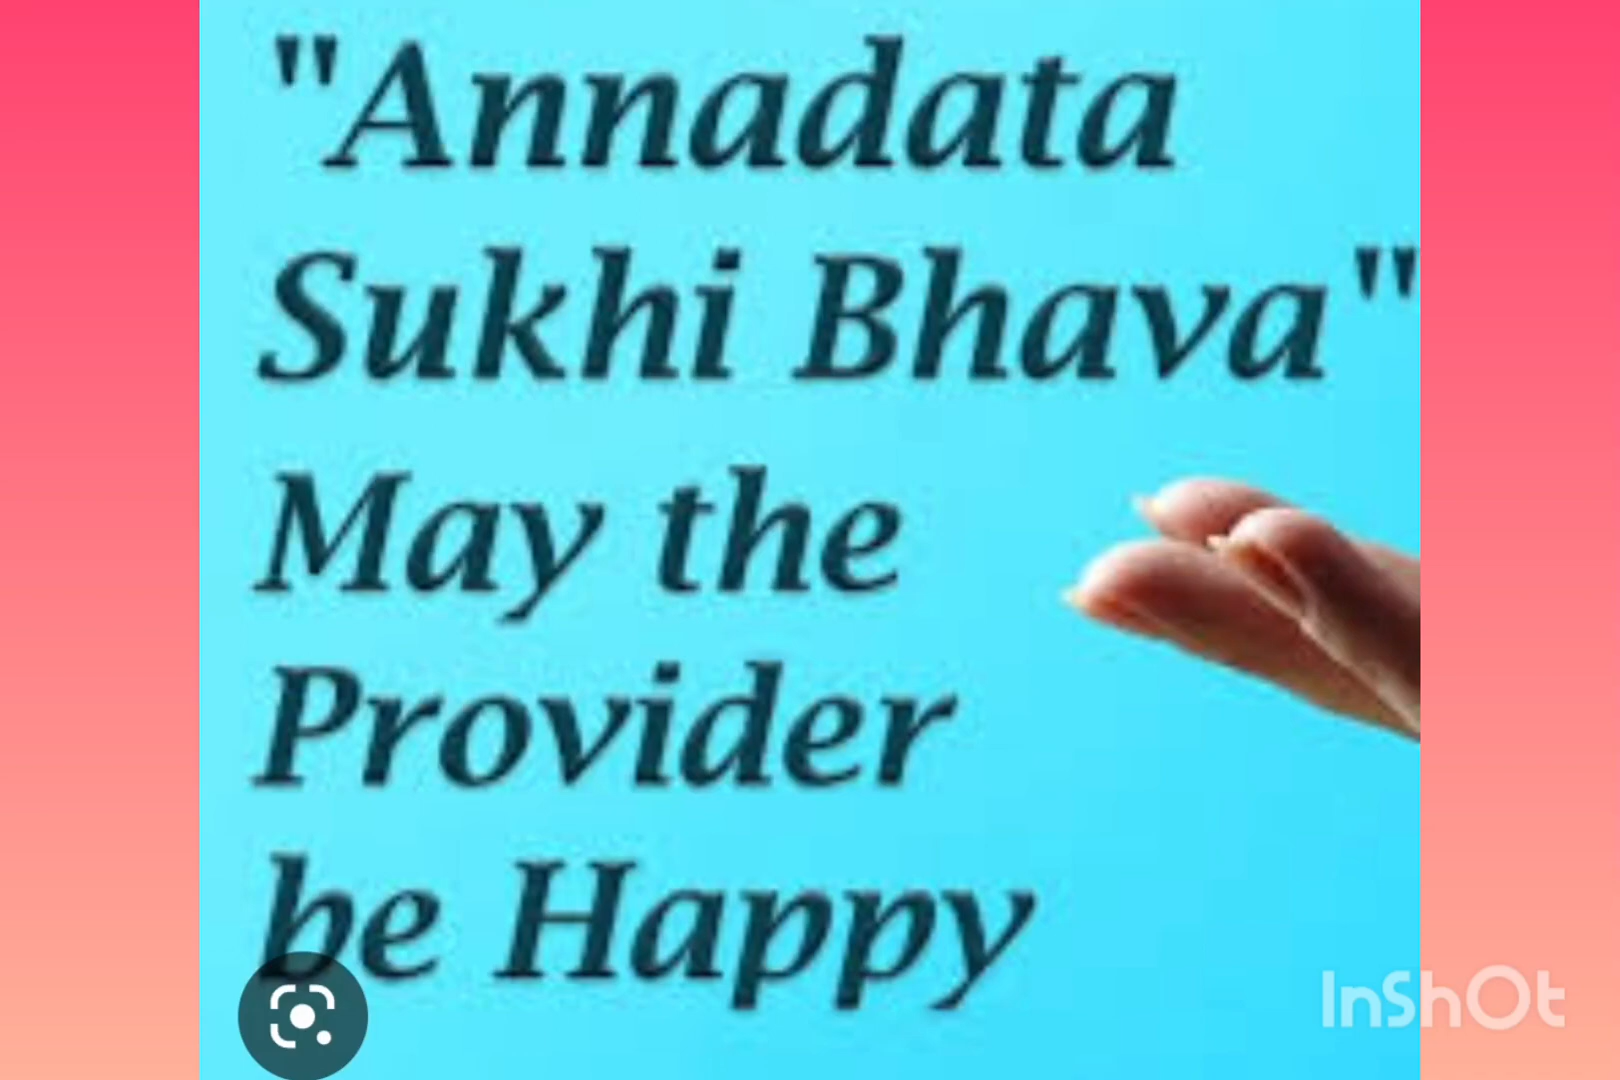 "Annadata
Sukhi Bhava"
May the
Provider
be Happy
InShOt